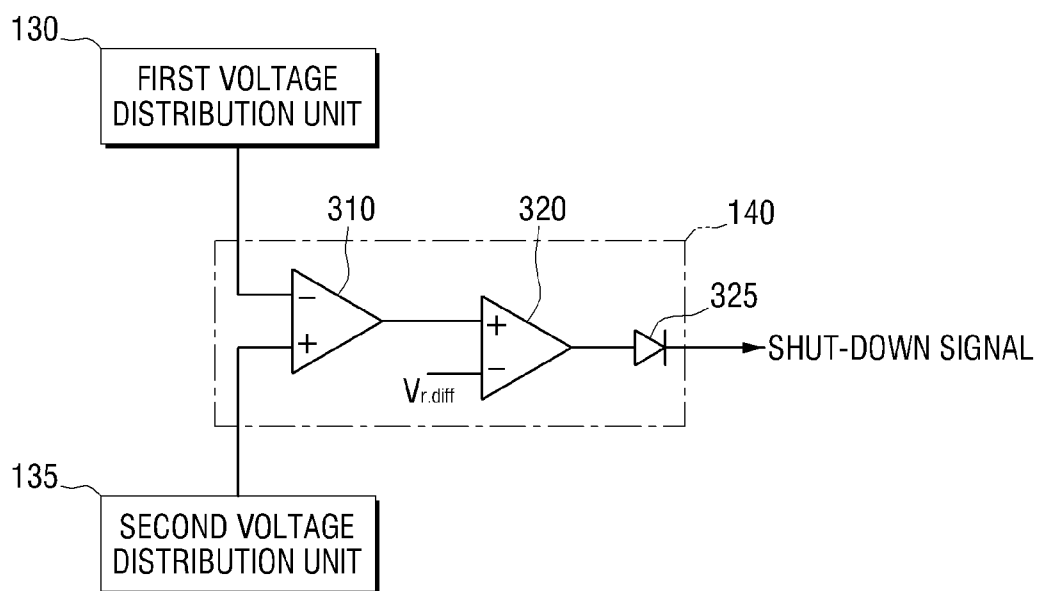 130
FIRST VOLTAGE
DISTRIBUTION UNIT
310
320
140
325
−
+
+
−
Vr.diff
SHUT-DOWN SIGNAL
135
SECOND VOLTAGE
DISTRIBUTION UNIT